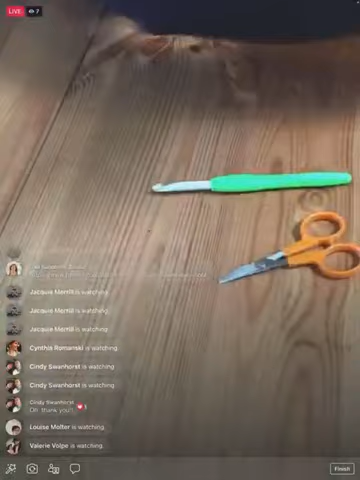 LIVE 7
Jacquie Merrill is watching.
Jacquie Merrill is watching.
Jacquie Merrill is watching.
Cynthia Romanski is watching.
Cindy Swanhorst is watching.
Cindy Swanhorst is watching.
Cindy Swanhorst
Oh, thank you!!
Louise Molter is watching.
Valerie Volpe is watching.
Finish